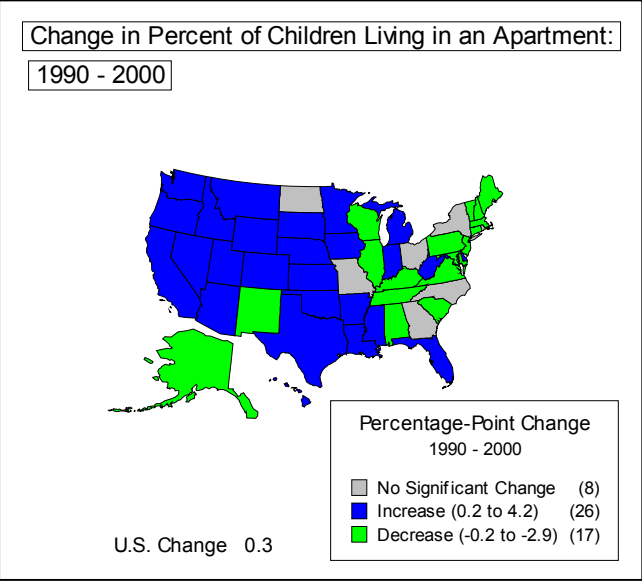 Change in Percent of Children Living in an Apartment:
1990 - 2000
Percentage-Point Change
1990 - 2000
No Significant Change (8)
Increase (0.2 to 4.2) (26)
Decrease (-0.2 to -2.9) (17)
U.S. Change 0.3